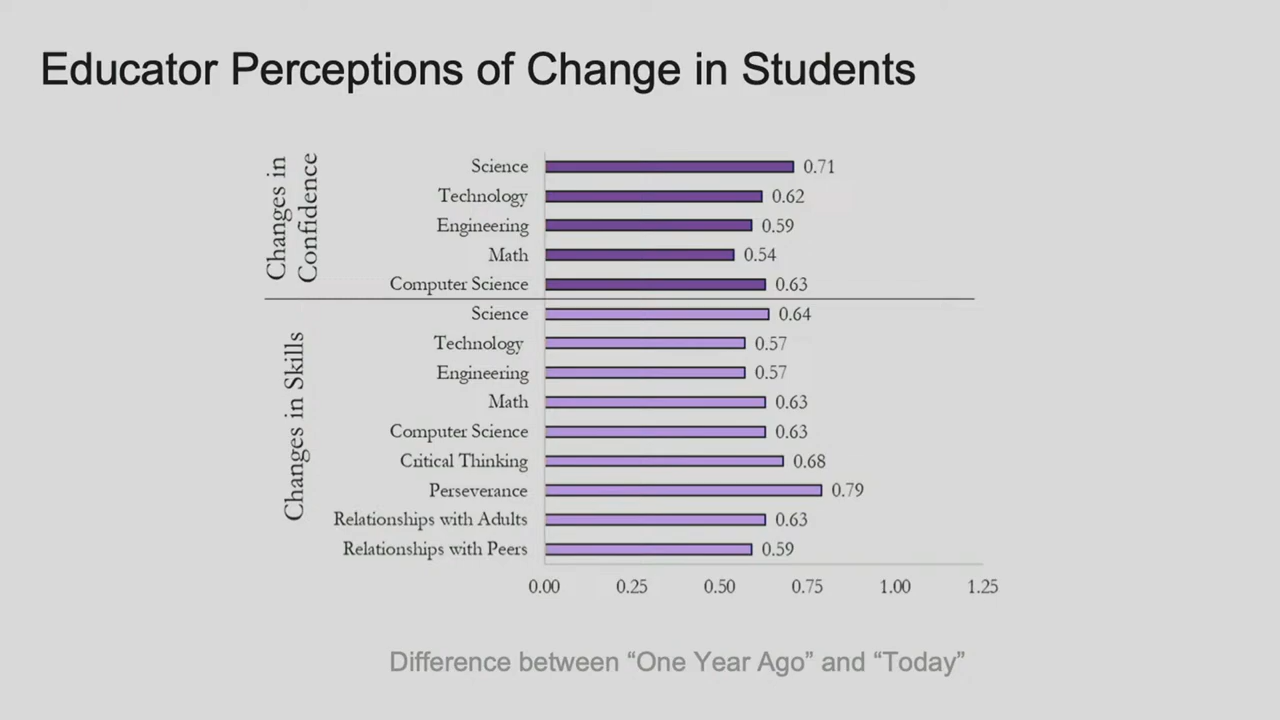 Educator Perceptions of Change in Students
Changes in
Confidence
Science 0.71
Technology 0.62
Engineering 0.59
Math 0.54
Computer Science 0.63
Changes in Skills
Science 0.64
Technology 0.57
Engineering 0.57
Math 0.63
Computer Science 0.63
Critical Thinking 0.68
Perseverance 0.79
Relationships with Adults 0.63
Relationships with Peers 0.59
0.00 0.25 0.50 0.75 1.00 1.25
Difference between “One Year Ago” and “Today”